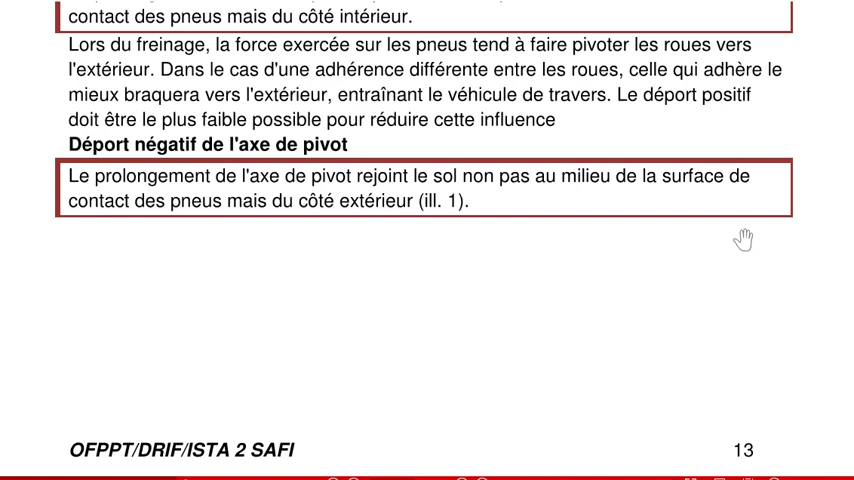 contact des pneus mais du côté intérieur.
Lors du freinage, la force exercée sur les pneus tend à faire pivoter les roues vers
l'extérieur. Dans le cas d'une adhérence différente entre les roues, celle qui adhère le
mieux braquera vers l'extérieur, entraînant le véhicule de travers. Le déport positif
doit être le plus faible possible pour réduire cette influence
Déport négatif de l'axe de pivot
Le prolongement de l'axe de pivot rejoint le sol non pas au milieu de la surface de
contact des pneus mais du côté extérieur (ill. 1).
OFPPT/DRIF/ISTA 2 SAFI
13